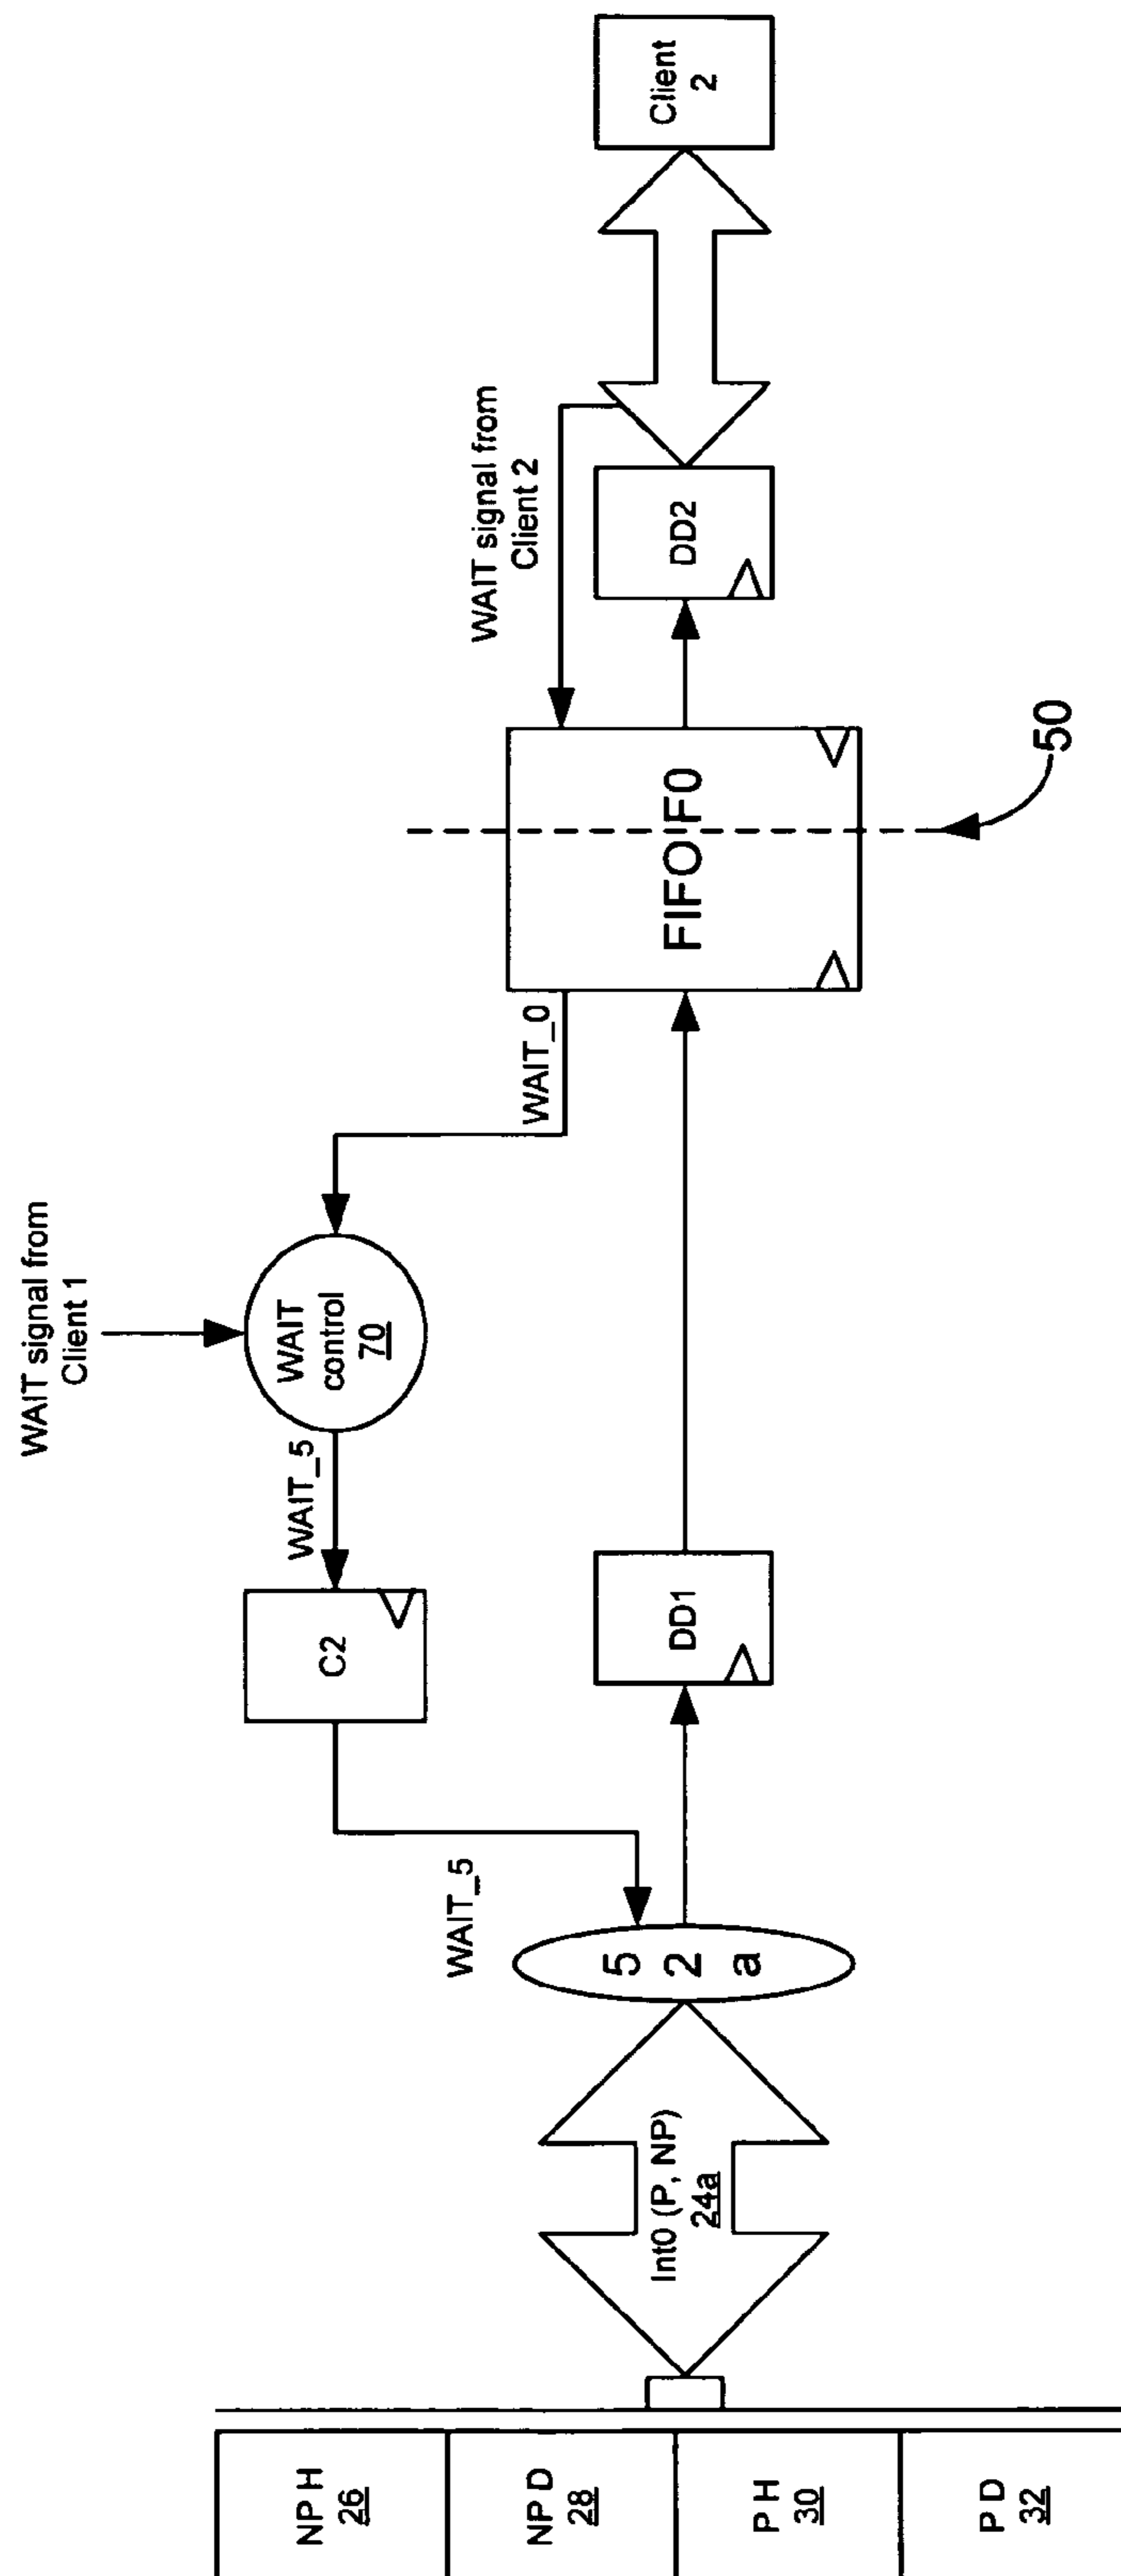 WAIT signal from
Client 1
WAIT_5
WAIT
control
70
C2
WAIT_0
WAIT signal from
Client 2
WAIT_5
NP H
26
NP D
28
P H
30
P D
32
Int0 (P, NP)
24a
5
2
a
DD1
FIFO F0
DD2
Client
2
50